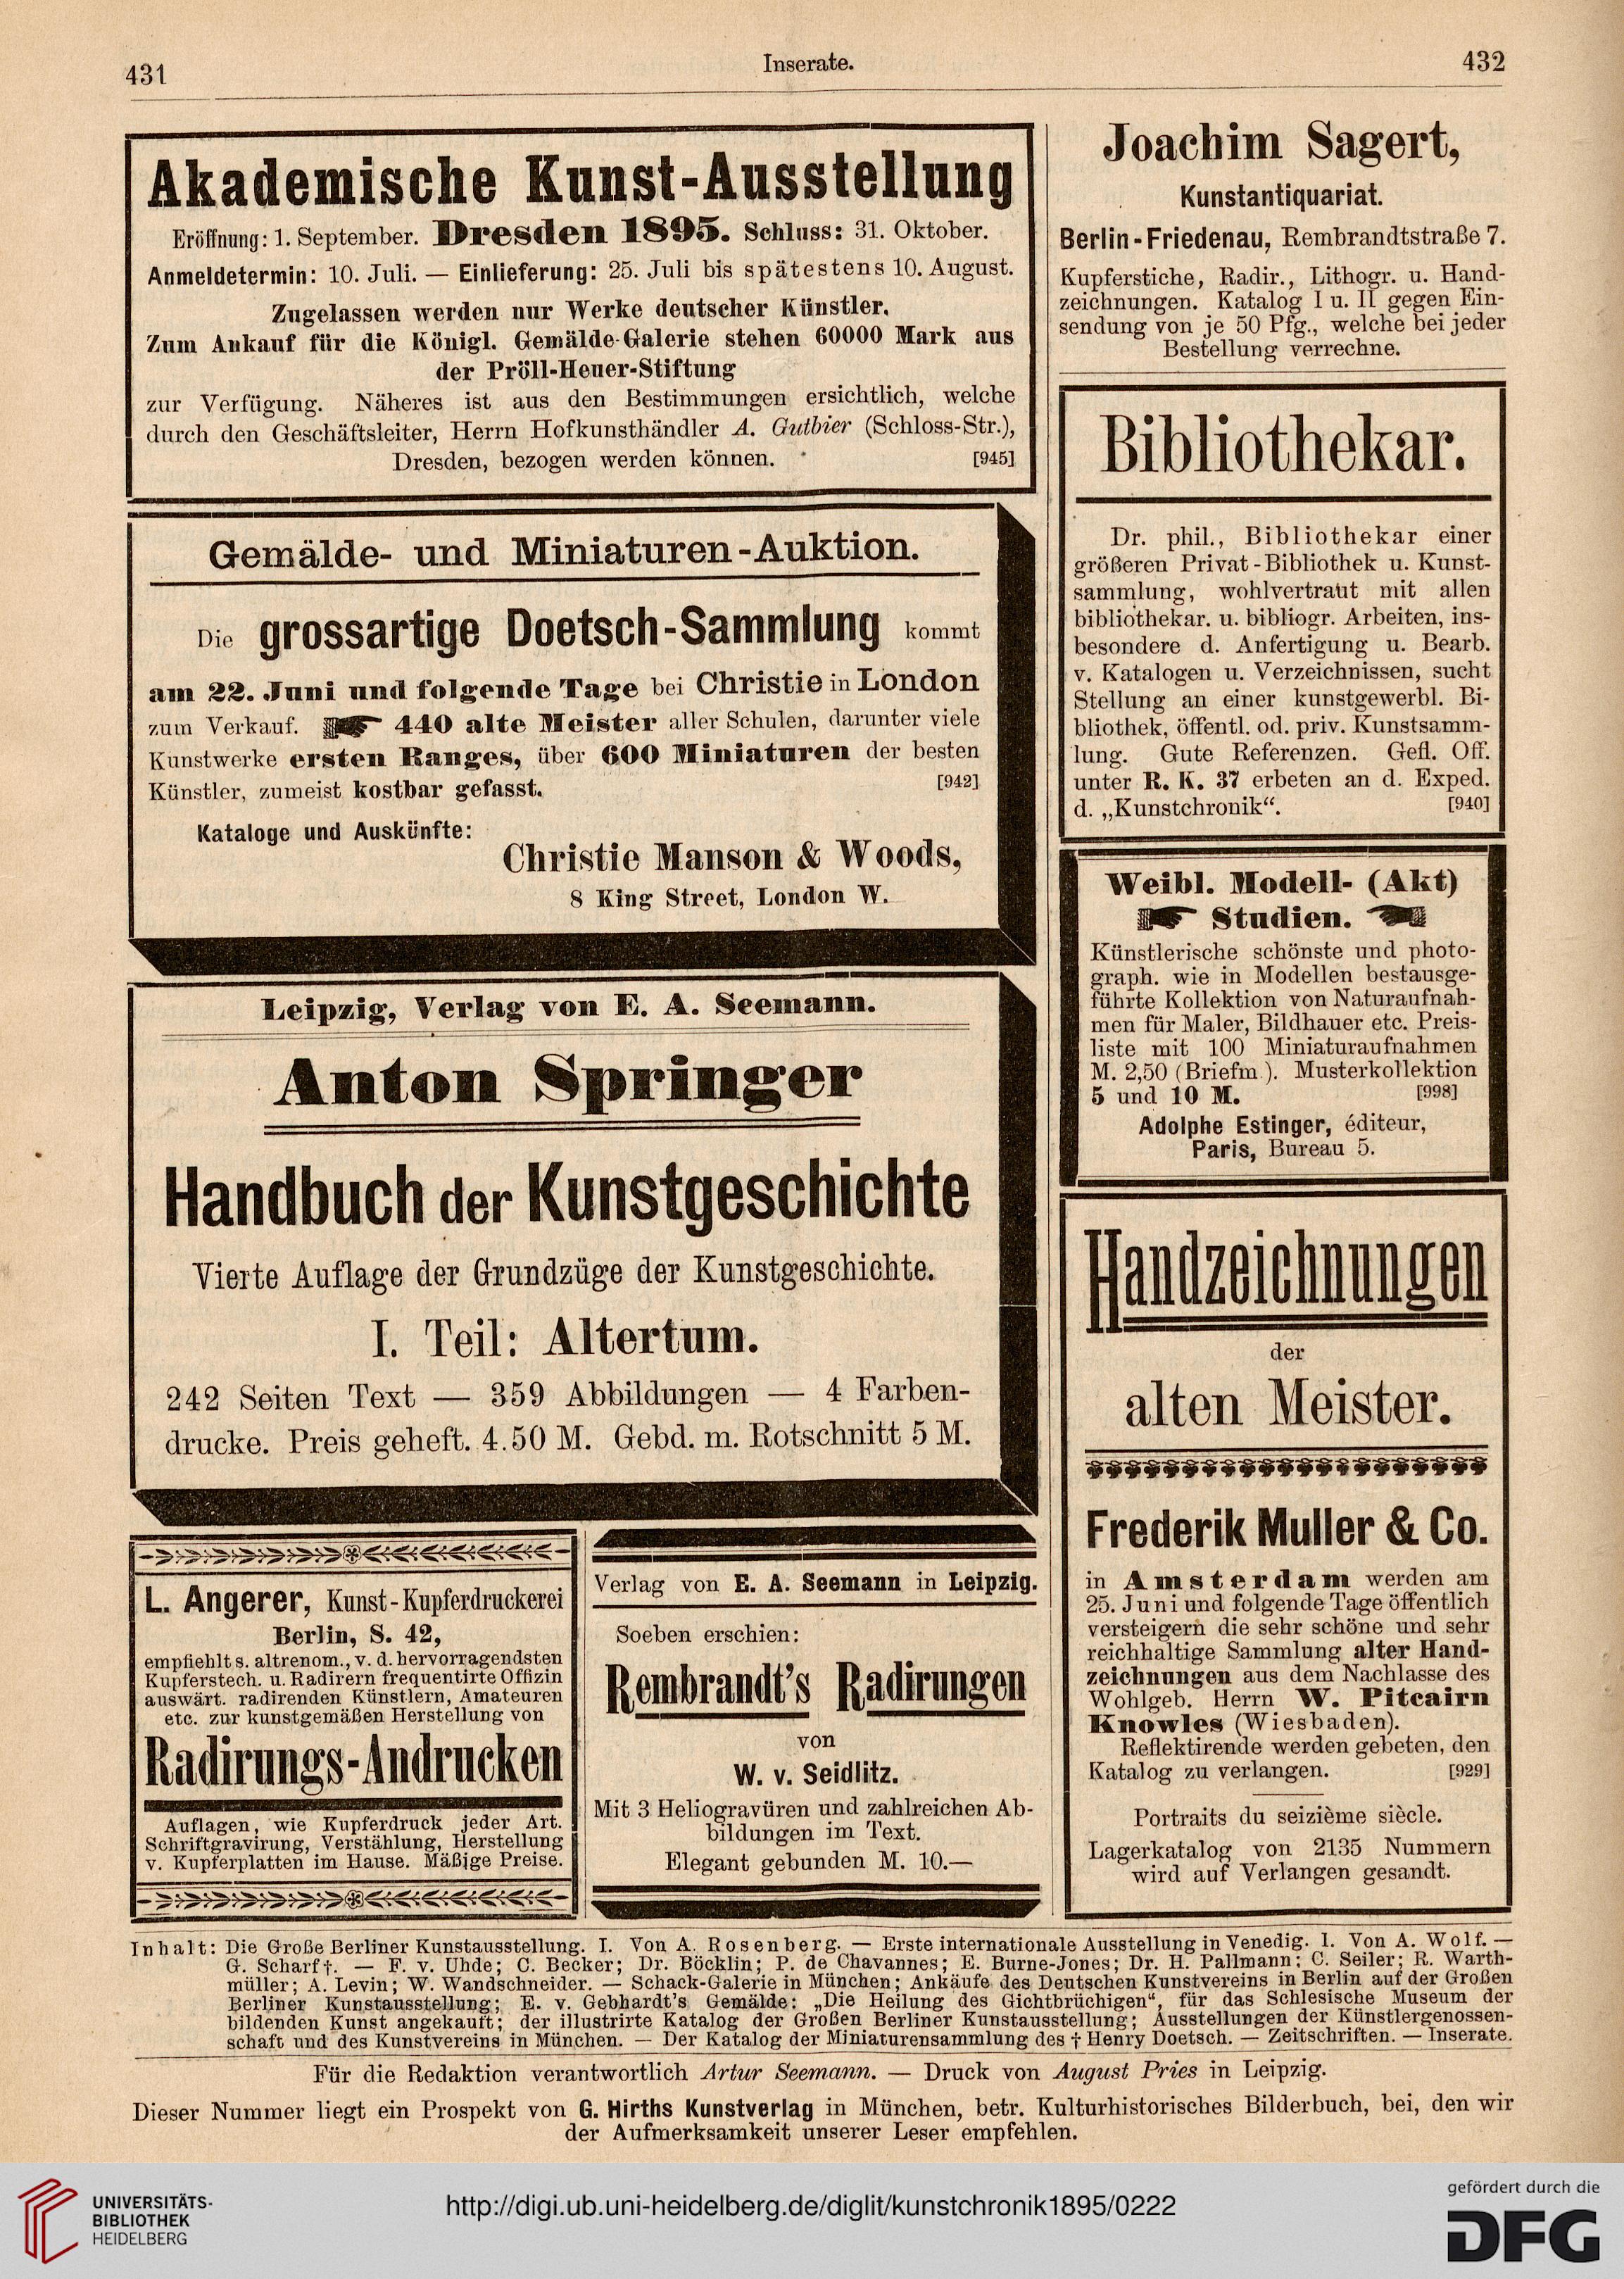 431
Inserate.
432
Akademische Kunst-Ausstellung
Eröffnung: 1. September. Dresden 1895. Schluss: 31. Oktober.
Anmeldetermin: 10. Juli. — Einlieferung: 25. Juli bis spätestens 10. August.
Zugelassen werden nur Werke deutscher Künstler.
Zum Ankauf für die Königl. Gemälde-Galerie stehen 60000 Mark aus
der Pröll-Heuer-Stiftung
zur Verfügung. Näheres ist aus den Bestimmungen ersichtlich, welche
durch den Geschäftsleiter, Herrn Hofkunsthändler A. Gutbier (Schloss-Str.),
Dresden, bezogen werden können. [945]
Gemälde- und Miniaturen-Auktion.
Die grossartige Doetsch-Sammlung kommt
am 22. Juni und folgende Tage bei Christie in London
zum Verkauf. 440 alte Meister aller Schulen, darunter viele
Kunstwerke ersten Ranges, über 600 Miniaturen der besten
Künstler, zumeist kostbar gefasst. [942]
Kataloge und Auskünfte:
Christie Manson & Woods,
8 King Street, London W.
Leipzig, Verlag von E. A. Seemann.
Anton Springer
Handbuch der Kunstgeschichte
Vierte Auflage der Grundzüge der Kunstgeschichte.
I. Teil: Altertum.
242 Seiten Text — 359 Abbildungen — 4 Farben-
drucke. Preis geheft. 4.50 M. Gebd. m. Rotschnitt 5 M.
L. Angerer, Kunst-Kupferdruckerei
Berlin, S. 42,
empfiehlt s. altrenom., v. d. hervorragendsten
Kupferstech. u. Radirern frequentirte Offizin
auswärt. radirenden Künstlern, Amateuren
etc. zur kunstgemäßen Herstellung von
Radirungs-Andrucken
Auflagen, wie Kupferdruck jeder Art.
Schriftgravirung, Verstählung, Herstellung
v. Kupferplatten im Hause. Mäßige Preise.
Verlag von E. A. Seemann in Leipzig.
Soeben erschien:
Rembrandt's Radirungen
von
W. v. Seidlitz.
Mit 3 Heliogravüren und zahlreichen Ab-
bildungen im Text.
Elegant gebunden M. 10.—
Joachim Sagert,
Kunstantiquariat.
Berlin-Friedenau, Rembrandtstraße 7.
Kupferstiche, Radir., Lithogr. u. Hand-
zeichnungen. Katalog I u. II gegen Ein-
sendung von je 50 Pfg., welche bei jeder
Bestellung verrechne.
Bibliothekar.
Dr. phil., Bibliothekar einer
größeren Privat-Bibliothek u. Kunst-
sammlung, wohlvertraut mit allen
bibliothekar. u. bibliogr. Arbeiten, ins-
besondere d. Anfertigung u. Bearb.
v. Katalogen u. Verzeichnissen, sucht
Stellung an einer kunstgewerbl. Bi-
bliothek, öffentl. od. priv. Kunstsamm-
lung. Gute Referenzen. Gefl. Off.
unter R. K. 37 erbeten an d. Exped.
d. „Kunstchronik“. [940]
Weibl. Modell- (Akt)
Studien.
Künstlerische schönste und photo-
graph. wie in Modellen bestausge-
führte Kollektion von Naturaufnah-
men für Maler, Bildhauer etc. Preis-
liste mit 100 Miniaturaufnahmen
M. 2,50 (Briefm.). Musterkollektion
5 und 10 M. [998]
Adolphe Estinger, éditeur,
Paris, Bureau 5.
Handzeichnungen
der
alten Meister.
Frederik Muller & Co.
in Amsterdam werden am
25. Juni und folgende Tage öffentlich
versteigern die sehr schöne und sehr
reichhaltige Sammlung alter Hand-
zeichnungen aus dem Nachlasse des
Wohlgeb. Herrn W. Pitcairn
Knowles (Wiesbaden).
Reflektirende werden gebeten, den
Katalog zu verlangen. [929]
Portraits du seizième siècle.
Lagerkatalog von 2135 Nummern
wird auf Verlangen gesandt.
Inhalt: Die Große Berliner Kunstausstellung. I. Von A. Rosenberg. — Erste internationale Ausstellung in Venedig. I. Von A. Wolf. —
G. Scharf †. — F. v. Uhde; C. Becker; Dr. Böcklin; P. de Chavannes; E. Burne-Jones; Dr. H. Pallmann; C. Seiler; R. Warth-
müller; A. Levin; W. Wandschneider. — Schack-Galerie in München; Ankäufe des Deutschen Kunstvereins in Berlin auf der Großen
Berliner Kunstausstellung; E. v. Gebhardt's Gemälde: „Die Heilung des Gichtbrüchigen“, für das Schlesische Museum der
bildenden Kunst angekauft; der illustrirte Katalog der Großen Berliner Kunstausstellung; Ausstellungen der Künstlergenossen-
schaft und des Kunstvereins in München. — Der Katalog der Miniaturensammlung des † Henry Doetsch. — Zeitschriften. — Inserate.
Für die Redaktion verantwortlich Artur Seemann. — Druck von August Pries in Leipzig.
Dieser Nummer liegt ein Prospekt von G. Hirths Kunstverlag in München, betr. Kulturhistorisches Bilderbuch, bei, den wir
der Aufmerksamkeit unserer Leser empfehlen.
UNIVERSITÄTS-
BIBLIOTHEK
HEIDELBERG
http://digi.ub.uni-heidelberg.de/diglit/kunstchronik1895/0222
gefördert durch die
DFG